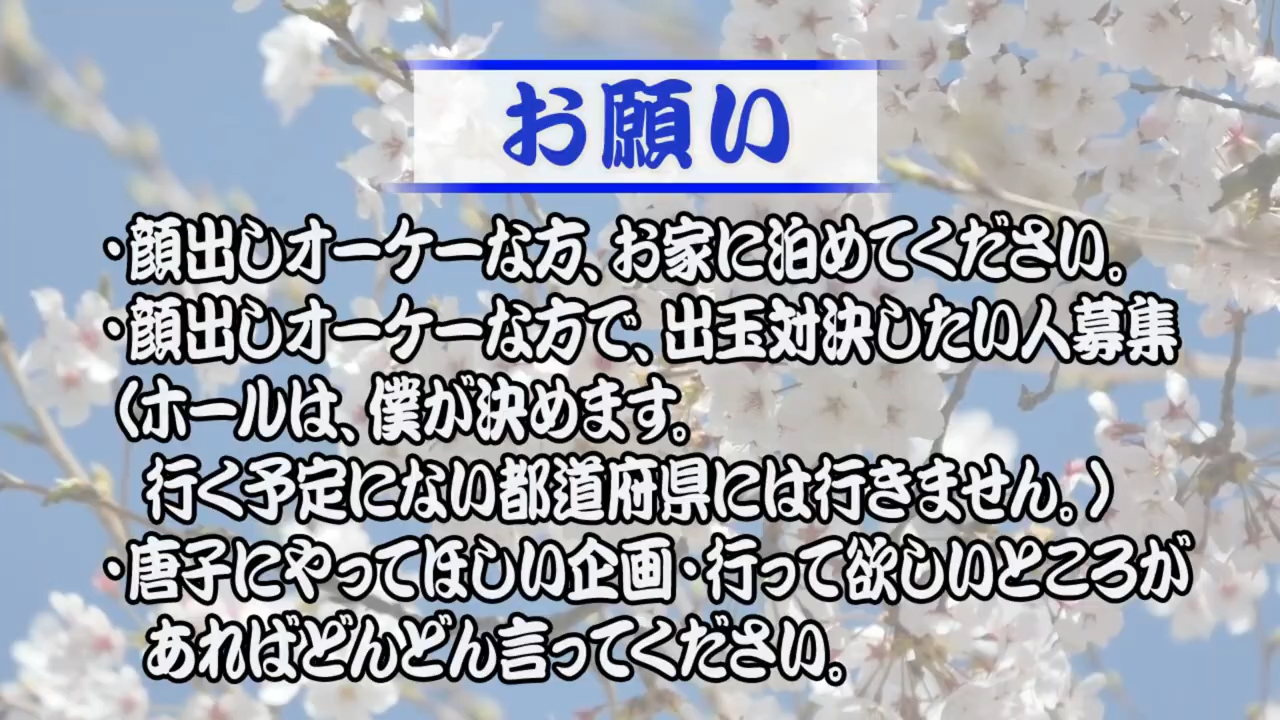 お願い
・顔出しオーケーな方、お家に泊めてください。
・顔出しオーケーな方で、出玉対決したい人募集
(ホールは、僕が決めます。
行く予定にない都道府県には行きません。)
・唐子にやってほしい企画・行って欲しいところが
あればどんどん言ってください。